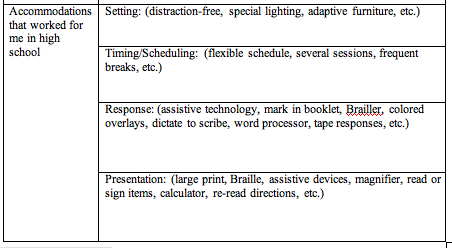 Accommodations
that worked for
me in high
school
Setting: (distraction-free, special lighting, adaptive furniture, etc.)
Timing/Scheduling: (flexible schedule, several sessions, frequent
breaks, etc.)
Response: (assistive technology, mark in booklet, Brailler, colored
overlays, dictate to scribe, word processor, tape responses, etc.)
Presentation: (large print, Braille, assistive devices, magnifier, read or
sign items, calculator, re-read directions, etc.)